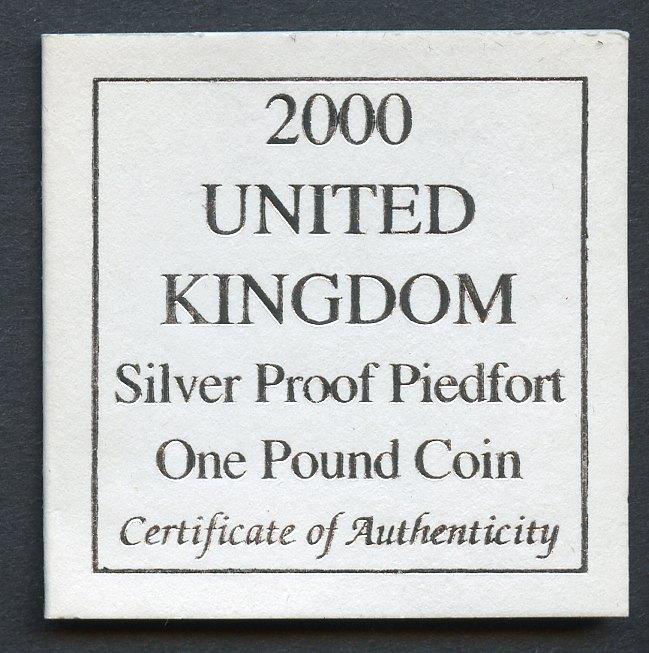 2000
UNITED
KINGDOM
Silver Proof Piedfort
One Pound Coin
Certificate of Authenticity